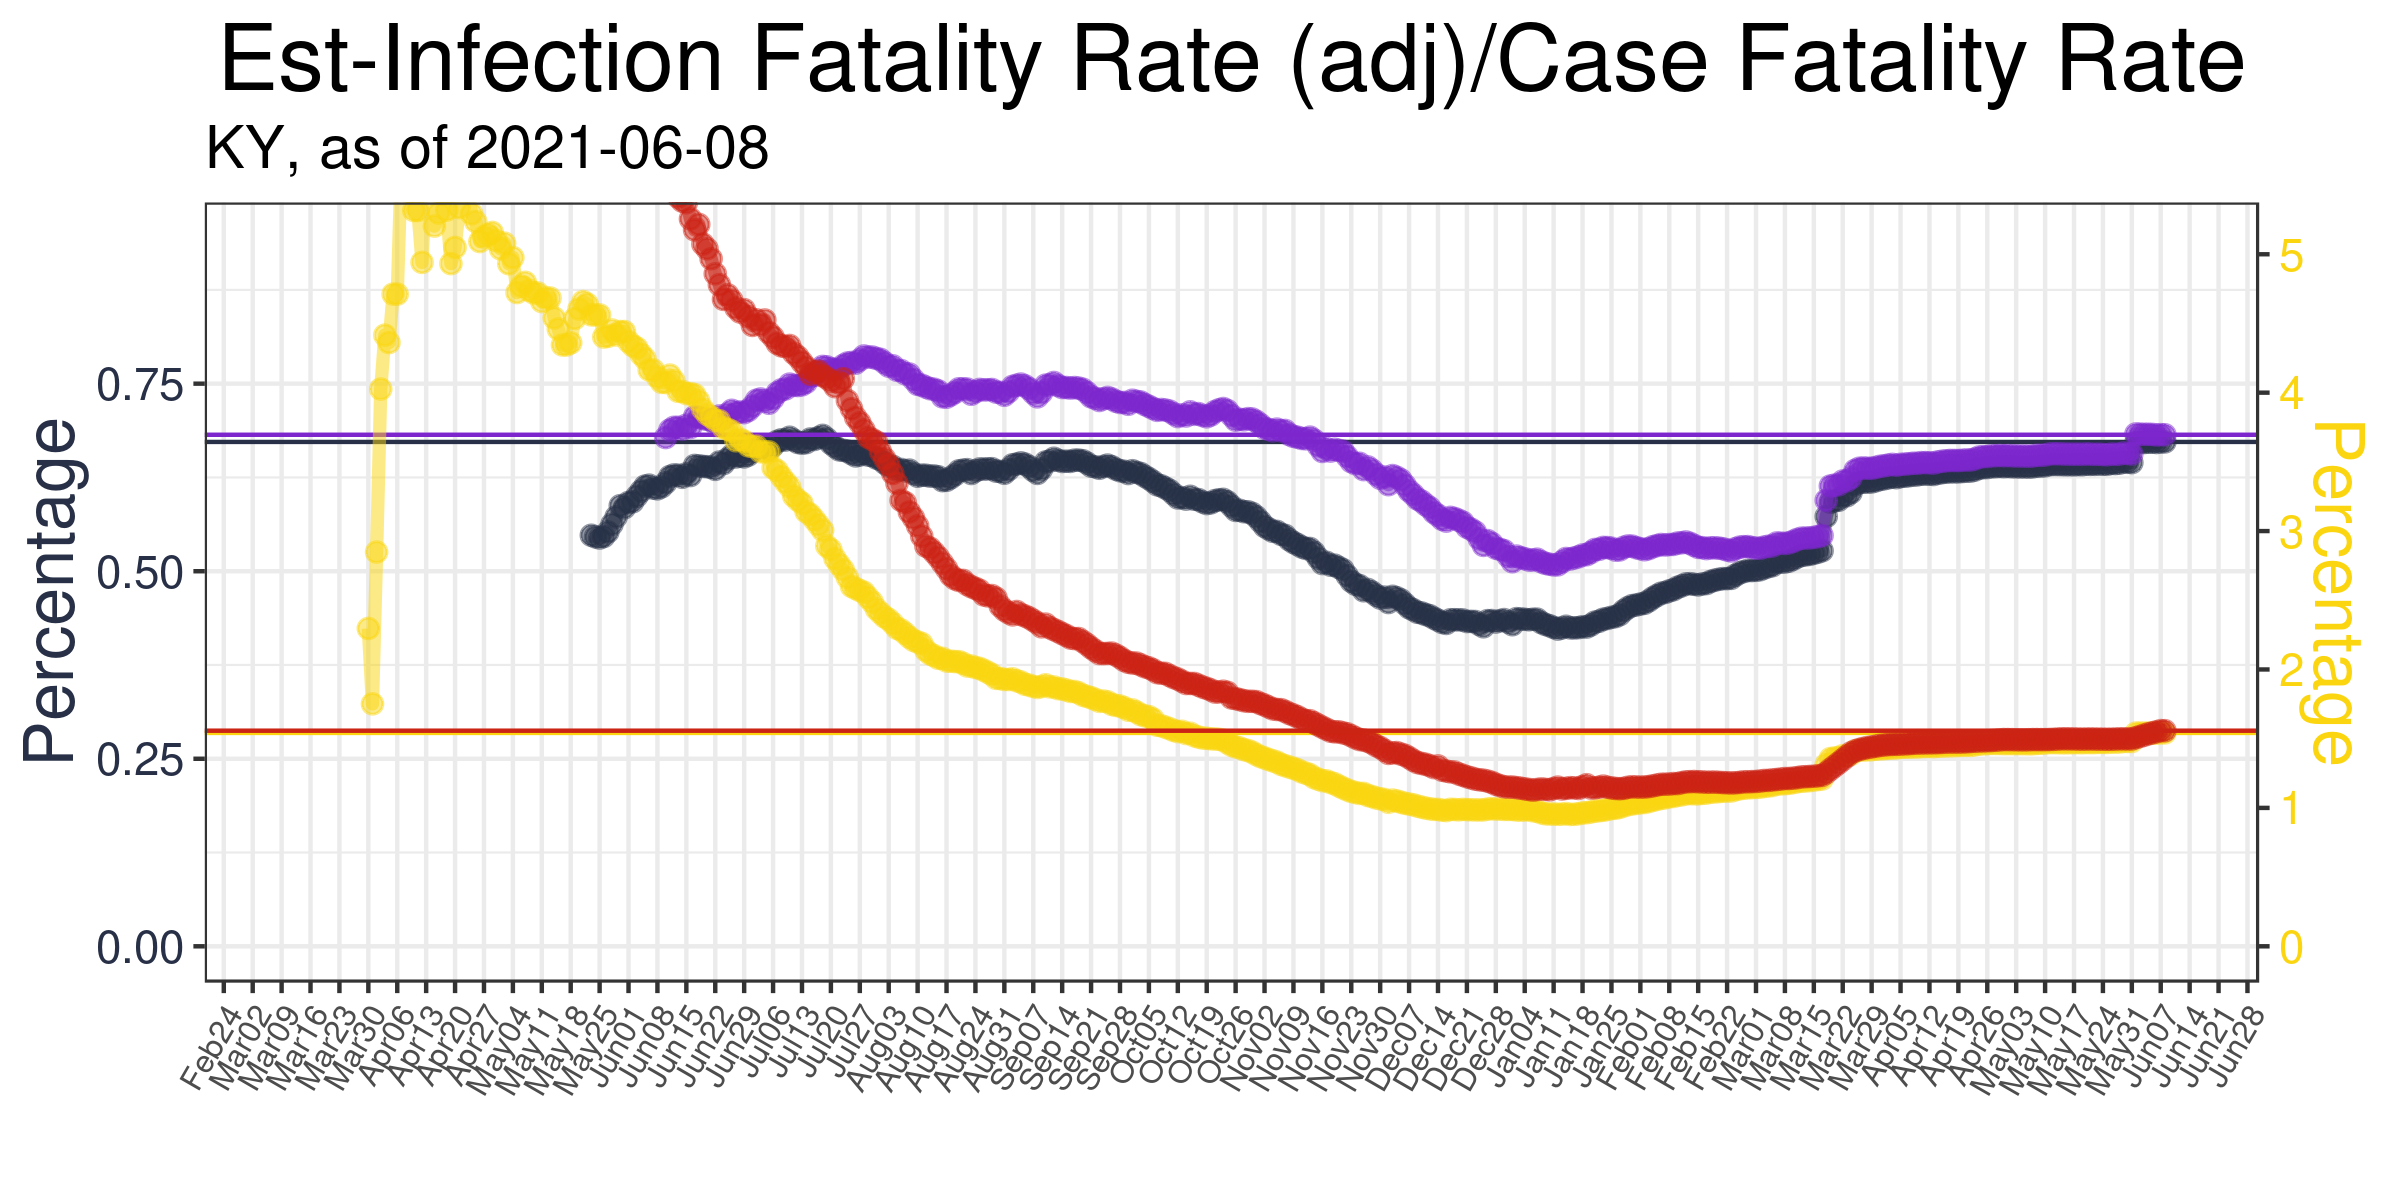 Est-Infection Fatality Rate (adj)/Case Fatality Rate
KY, as of 2021-06-08
Percentage
0.75
0.50
0.25
0.00
5
4
3
2
1
0
Percentage
Feb24
Mar02
Mar09
Mar16
Mar23
Mar30
Apr06
Apr13
Apr20
Apr27
May04
May11
May18
May25
Jun01
Jun08
Jun15
Jun22
Jun29
Jul06
Jul13
Jul20
Jul27
Aug03
Aug10
Aug17
Aug24
Aug31
Sep07
Sep14
Sep21
Sep28
Oct05
Oct12
Oct19
Oct26
Nov02
Nov09
Nov16
Nov23
Nov30
Dec07
Dec14
Dec21
Dec28
Jan04
Jan11
Jan18
Jan25
Feb01
Feb08
Feb15
Feb22
Mar01
Mar08
Mar15
Mar22
Mar29
Apr05
Apr12
Apr19
Apr26
May03
May10
May17
May24
May31
Jun07
Jun14
Jun21
Jun28